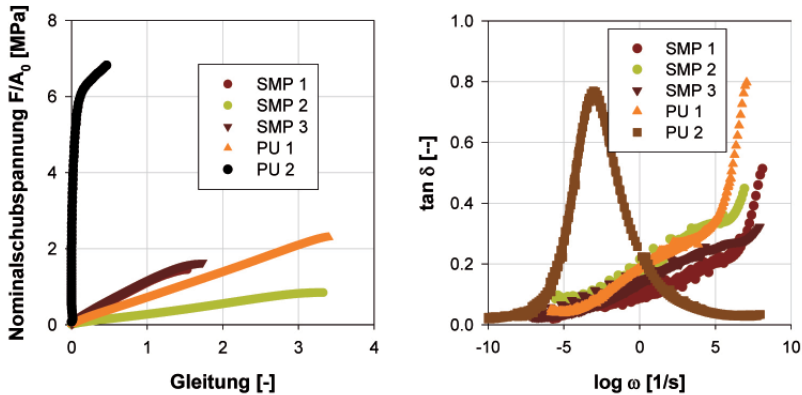 Nominalschubspannung F/A0 [MPa]
8
6
4
2
0
SMP 1
SMP 2
SMP 3
PU 1
PU 2
0 1 2 3 4
Gleitung [-]
tan δ [--]
1.0
0.8
0.6
0.4
0.2
0.0
SMP 1
SMP 2
SMP 3
PU 1
PU 2
-10 -5 0 5 10
log ω [1/s]